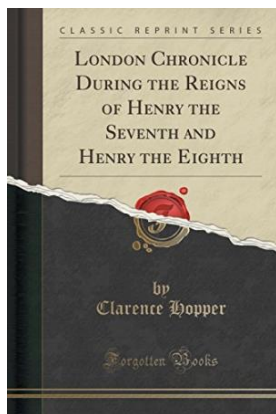 CLASSIC REPRINT SERIES
LONDON CHRONICLE
DURING THE REIGNS
OF HENRY THE
SEVENTH AND
HENRY THE EIGHTH
by
Clarence Hopper
Forgotten Books